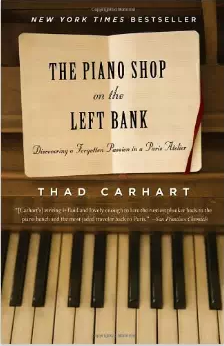 NEW YORK TIMES BESTSELLER
THE PIANO SHOP
on the
LEFT BANK
Discovering a Forgotten Passion in a Paris Atelier
THAD CARHART
"[Carhart's] writing is fluid and lovely enough to lure the rustiest plucker back to the
piano bench and the most jaded traveler back to Paris." —San Francisco Chronicle